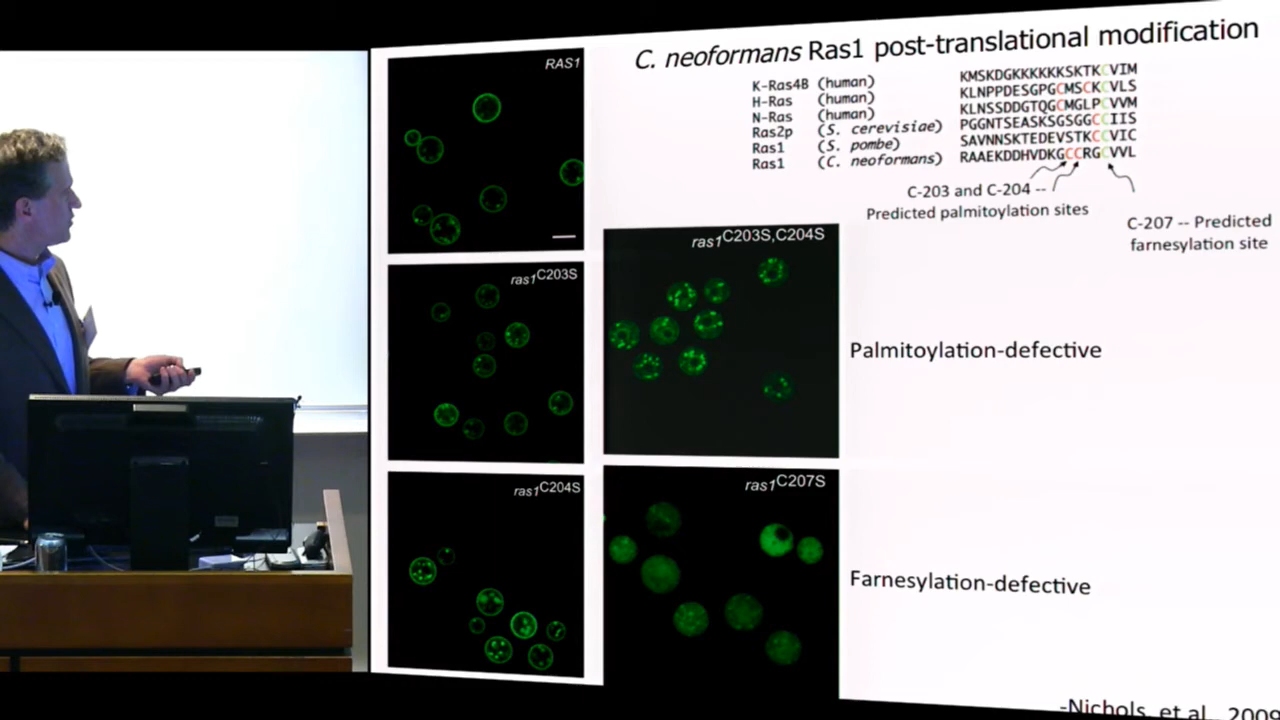 C. neoformans Ras1 post-translational modification
K-Ras4B (human) KMSKDGKKKKKKSKTKCVIM
H-Ras (human) KLNPPDESGPGCMSCKCVLS
N-Ras (human) KLNSSDDGTQGCMGLPCVVM
Ras2p (S. cerevisiae) PGGNTSEASKSGSGGCCIIS
Ras1 (S. pombe) SAVNNSKTEDEVSTKCCVIC
Ras1 (C. neoformans) RAAEKDDHVDKGCCRGCVVL
C-203 and C-204 --
Predicted palmitoylation sites
C-207 -- Predicted
farnesylation site
RAS1
ras1C203S
ras1C204S
ras1C203S,C204S
Palmitoylation-defective
ras1C207S
Farnesylation-defective
-Nichols, et al., 2009